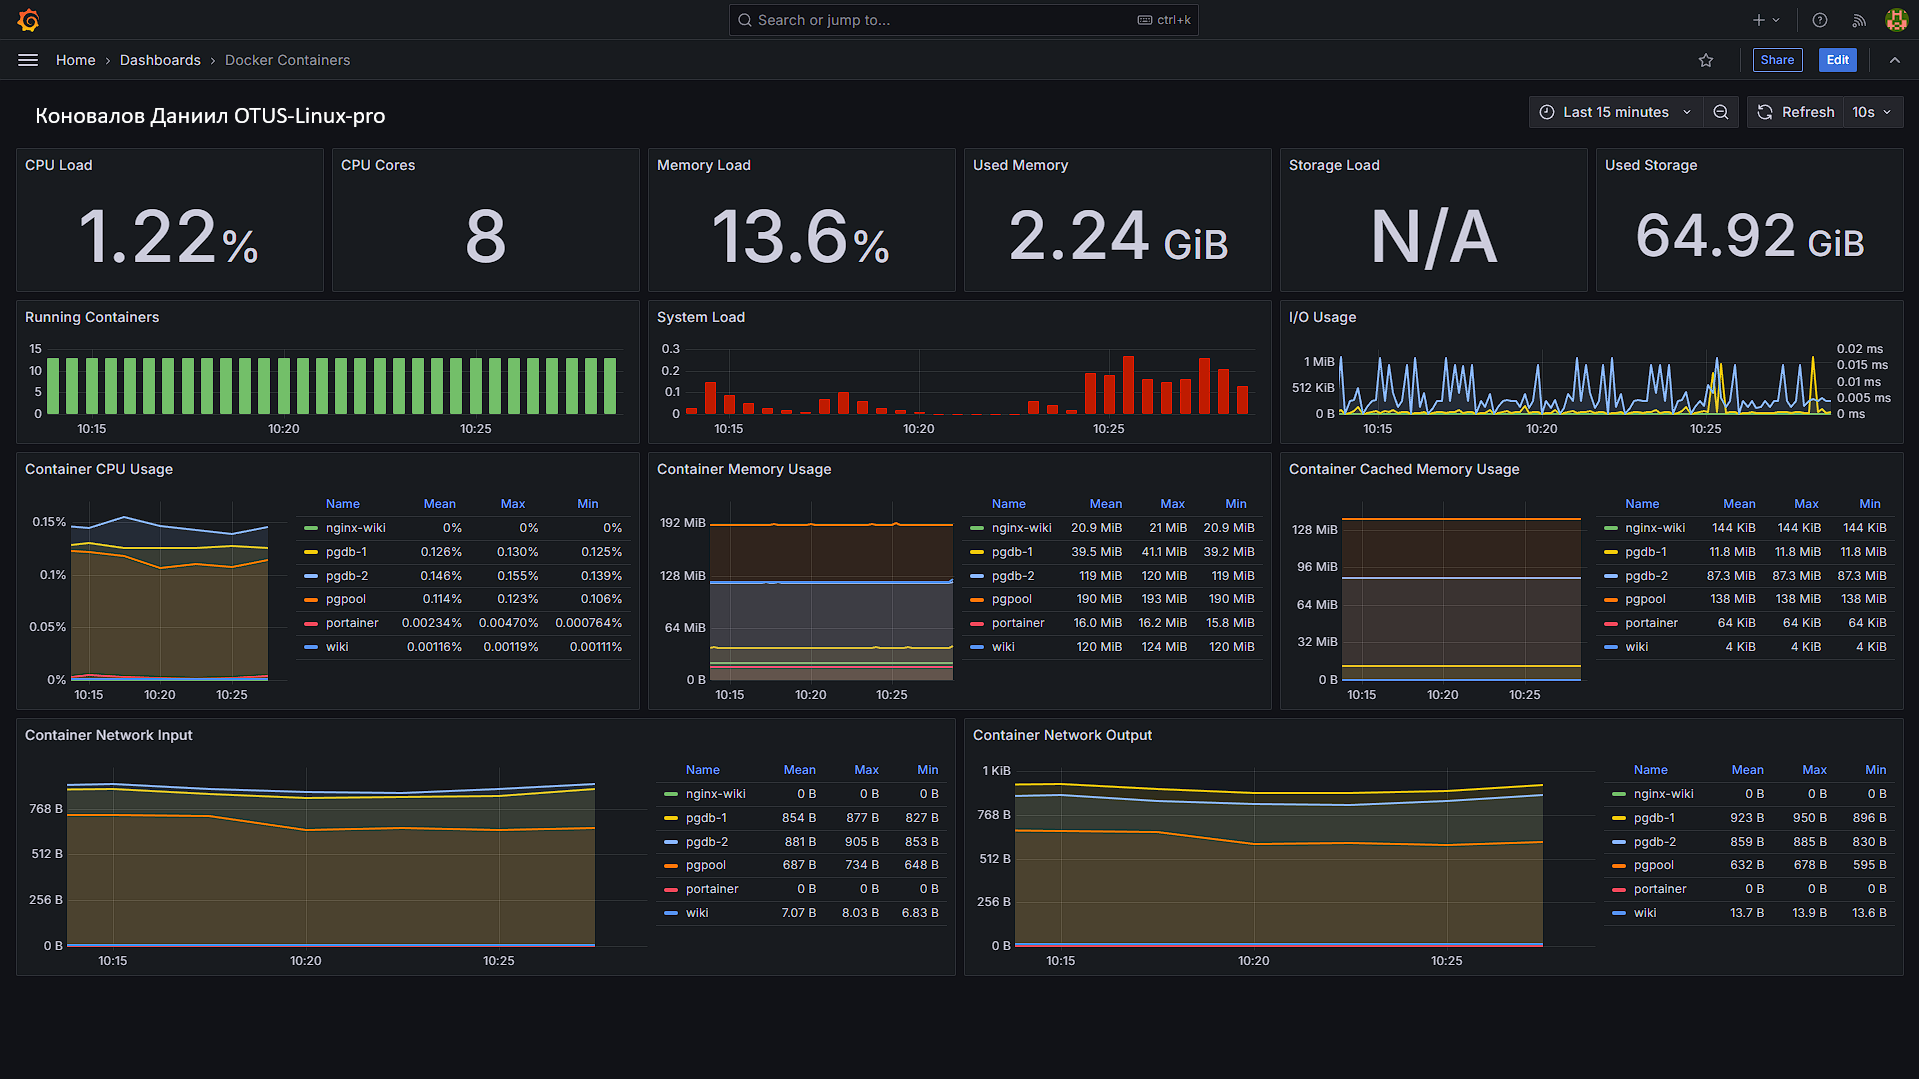 Search or jump to... ctrl+k
Home › Dashboards › Docker Containers Share Edit
Коновалов Даниил OTUS-Linux-pro Last 15 minutes Refresh 10s
CPU Load CPU Cores Memory Load Used Memory Storage Load Used Storage
1.22% 8 13.6% 2.24 GiB N/A 64.92 GiB
Running Containers
15
10
5
0
10:15 10:20 10:25
System Load
0.3
0.2
0.1
0
10:15 10:20 10:25
I/O Usage
1 MiB
512 KiB
0 B
0.02 ms
0.015 ms
0.01 ms
0.005 ms
0 ms
10:15 10:20 10:25
Container CPU Usage
0.15%
0.1%
0.05%
0%
10:15 10:20 10:25
Name Mean Max Min
nginx-wiki 0% 0% 0%
pgdb-1 0.126% 0.130% 0.125%
pgdb-2 0.146% 0.155% 0.139%
pgpool 0.114% 0.123% 0.106%
portainer 0.00234% 0.00470% 0.000764%
wiki 0.00116% 0.00119% 0.00111%
Container Memory Usage
192 MiB
128 MiB
64 MiB
0 B
10:15 10:20 10:25
Name Mean Max Min
nginx-wiki 20.9 MiB 21 MiB 20.9 MiB
pgdb-1 39.5 MiB 41.1 MiB 39.2 MiB
pgdb-2 119 MiB 120 MiB 119 MiB
pgpool 190 MiB 193 MiB 190 MiB
portainer 16.0 MiB 16.2 MiB 15.8 MiB
wiki 120 MiB 124 MiB 120 MiB
Container Cached Memory Usage
128 MiB
96 MiB
64 MiB
32 MiB
0 B
10:15 10:20 10:25
Name Mean Max Min
nginx-wiki 144 KiB 144 KiB 144 KiB
pgdb-1 11.8 MiB 11.8 MiB 11.8 MiB
pgdb-2 87.3 MiB 87.3 MiB 87.3 MiB
pgpool 138 MiB 138 MiB 138 MiB
portainer 64 KiB 64 KiB 64 KiB
wiki 4 KiB 4 KiB 4 KiB
Container Network Input
768 B
512 B
256 B
0 B
10:15 10:20 10:25
Name Mean Max Min
nginx-wiki 0 B 0 B 0 B
pgdb-1 854 B 877 B 827 B
pgdb-2 881 B 905 B 853 B
pgpool 687 B 734 B 648 B
portainer 0 B 0 B 0 B
wiki 7.07 B 8.03 B 6.83 B
Container Network Output
1 KiB
768 B
512 B
256 B
0 B
10:15 10:20 10:25
Name Mean Max Min
nginx-wiki 0 B 0 B 0 B
pgdb-1 923 B 950 B 896 B
pgdb-2 859 B 885 B 830 B
pgpool 632 B 678 B 595 B
portainer 0 B 0 B 0 B
wiki 13.7 B 13.9 B 13.6 B